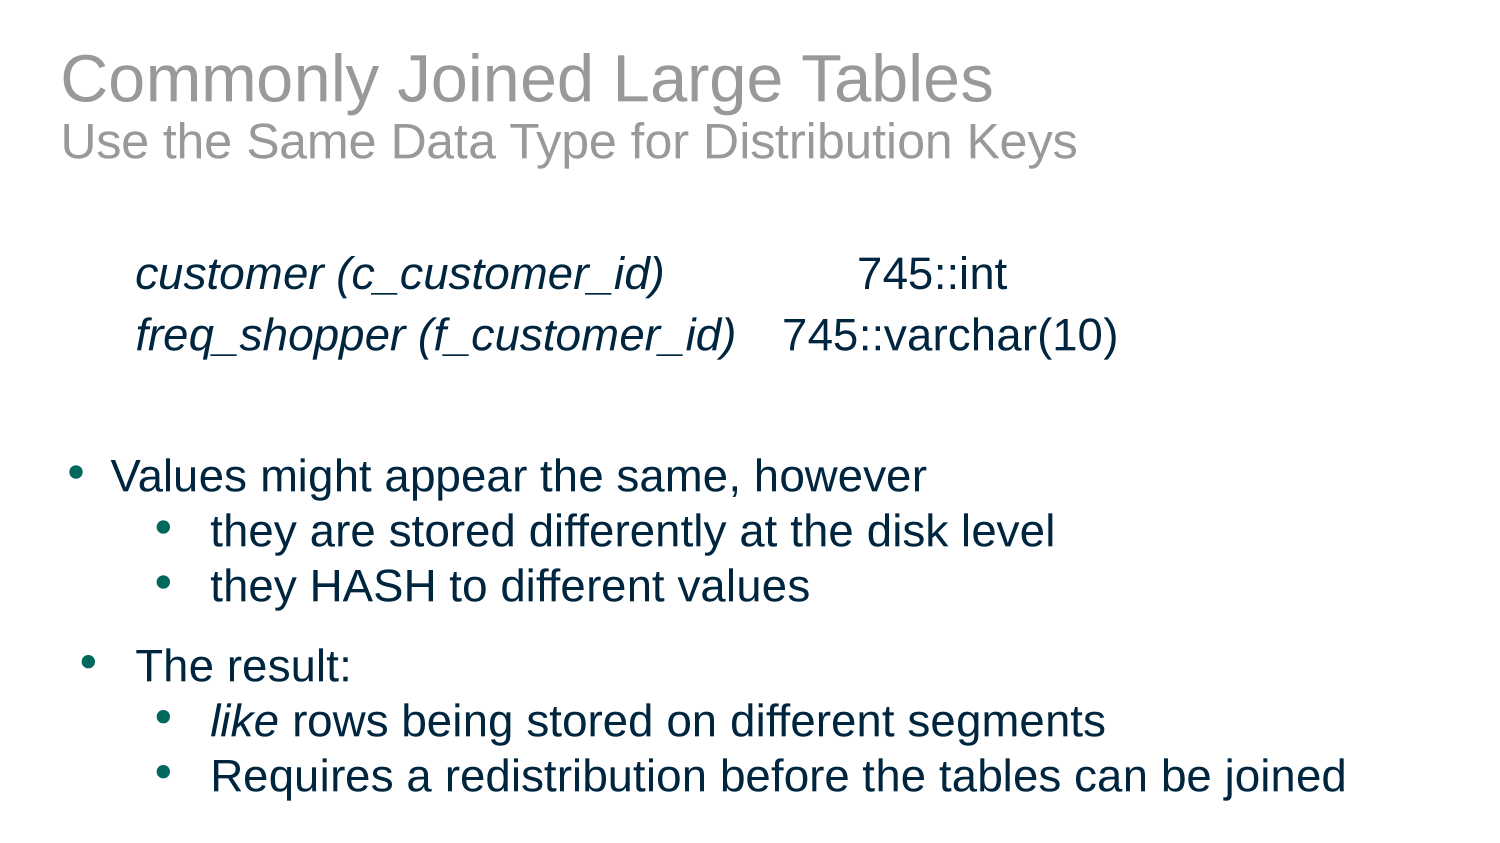 Commonly Joined Large Tables
Use the Same Data Type for Distribution Keys
customer (c_customer_id) 745::int
freq_shopper (f_customer_id) 745::varchar(10)
• Values might appear the same, however
• they are stored differently at the disk level
• they HASH to different values
• The result:
• like rows being stored on different segments
• Requires a redistribution before the tables can be joined